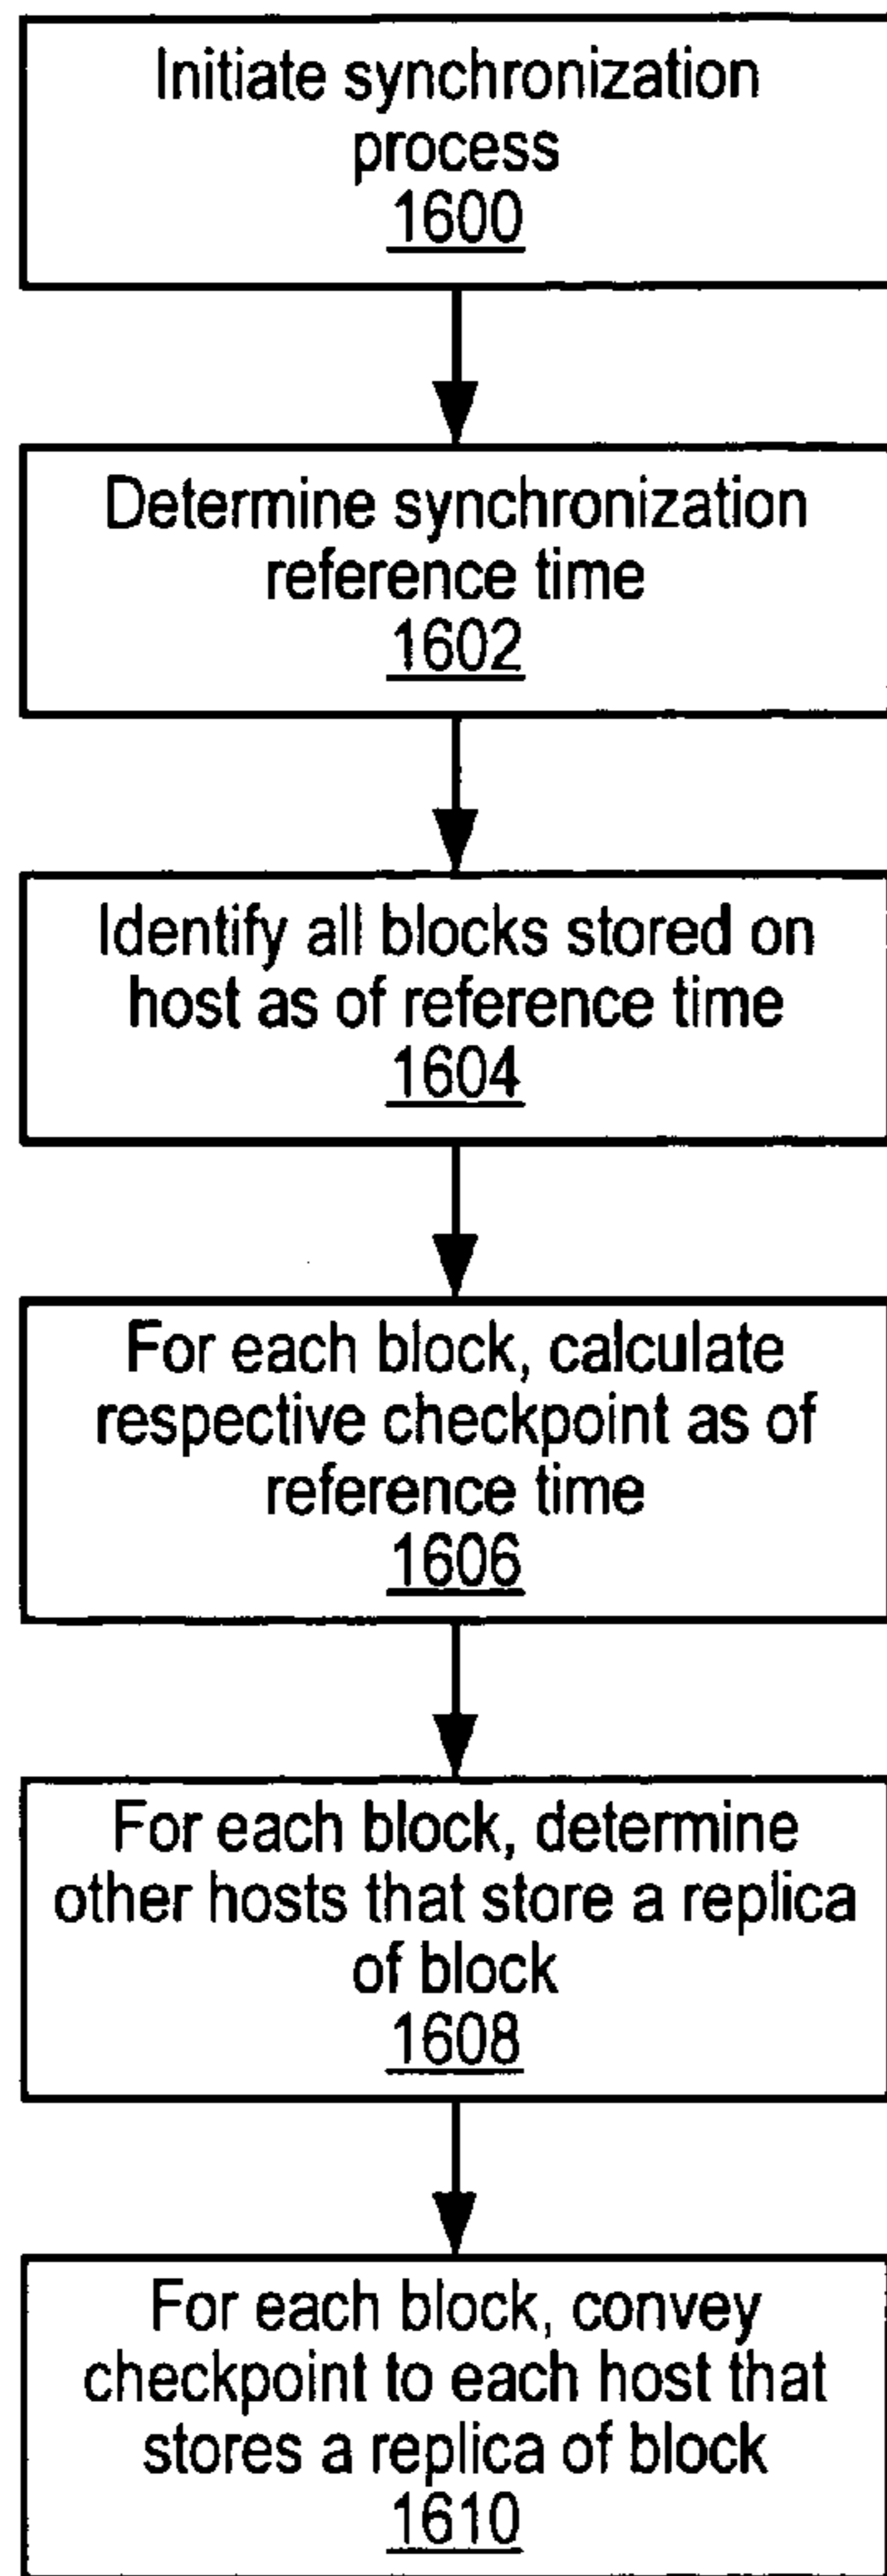 Initiate synchronization
process
1600
Determine synchronization
reference time
1602
Identify all blocks stored on
host as of reference time
1604
For each block, calculate
respective checkpoint as of
reference time
1606
For each block, determine
other hosts that store a replica
of block
1608
For each block, convey
checkpoint to each host that
stores a replica of block
1610